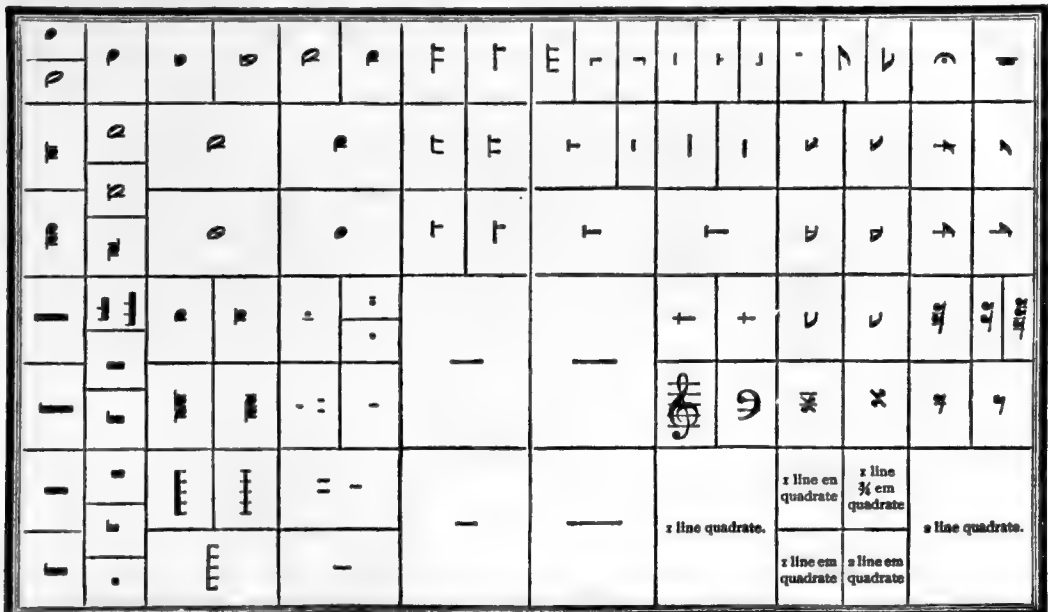 1 line en
quadrate
1 line
¾ em
quadrate
1 line quadrate.
2 line quadrate.
1 line em
quadrate
2 line em
quadrate